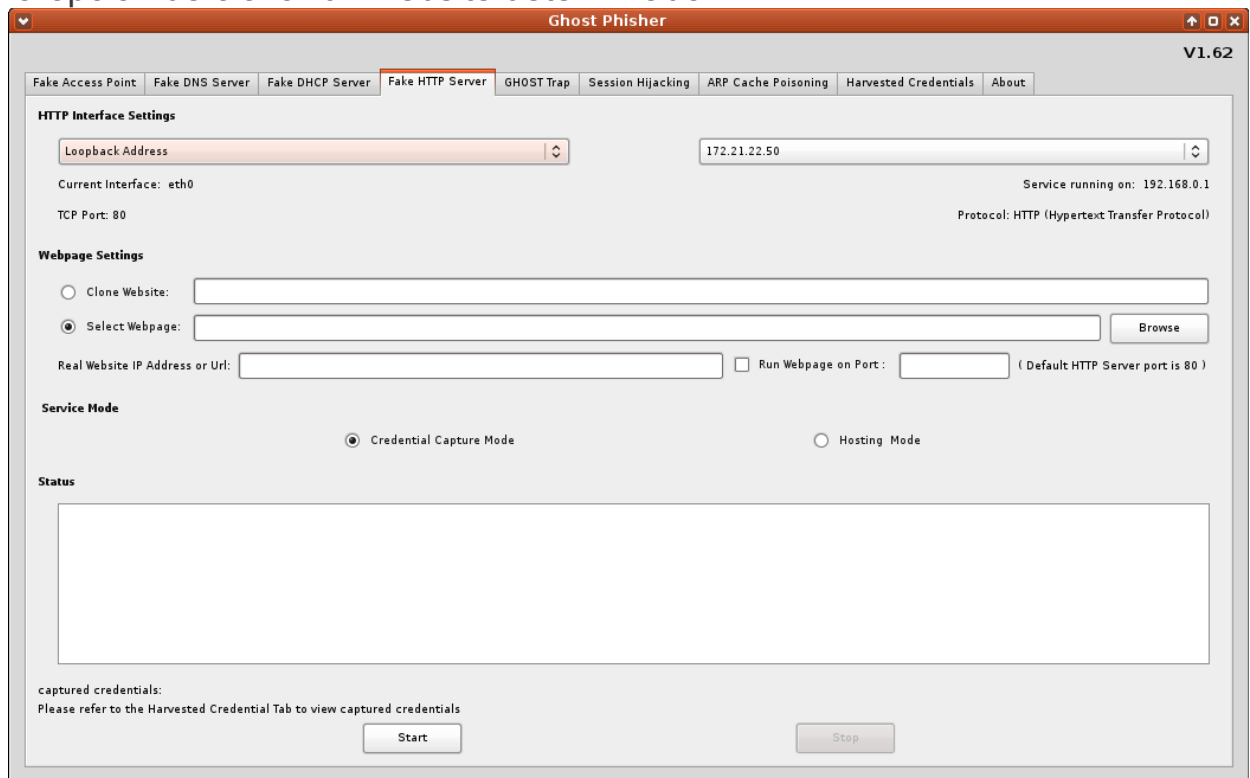 Ghost Phisher
V1.62
Fake Access Point Fake DNS Server Fake DHCP Server Fake HTTP Server GHOST Trap Session Hijacking ARP Cache Poisoning Harvested Credentials About
HTTP Interface Settings
Loopback Address 172.21.22.50
Current Interface: eth0 Service running on: 192.168.0.1
TCP Port: 80 Protocol: HTTP (Hypertext Transfer Protocol)
Webpage Settings
Clone Website:
Select Webpage: Browse
Real Website IP Address or Url: Run Webpage on Port : ( Default HTTP Server port is 80 )
Service Mode
Credential Capture Mode Hosting Mode
Status
captured credentials:
Please refer to the Harvested Credential Tab to view captured credentials
Start Stop